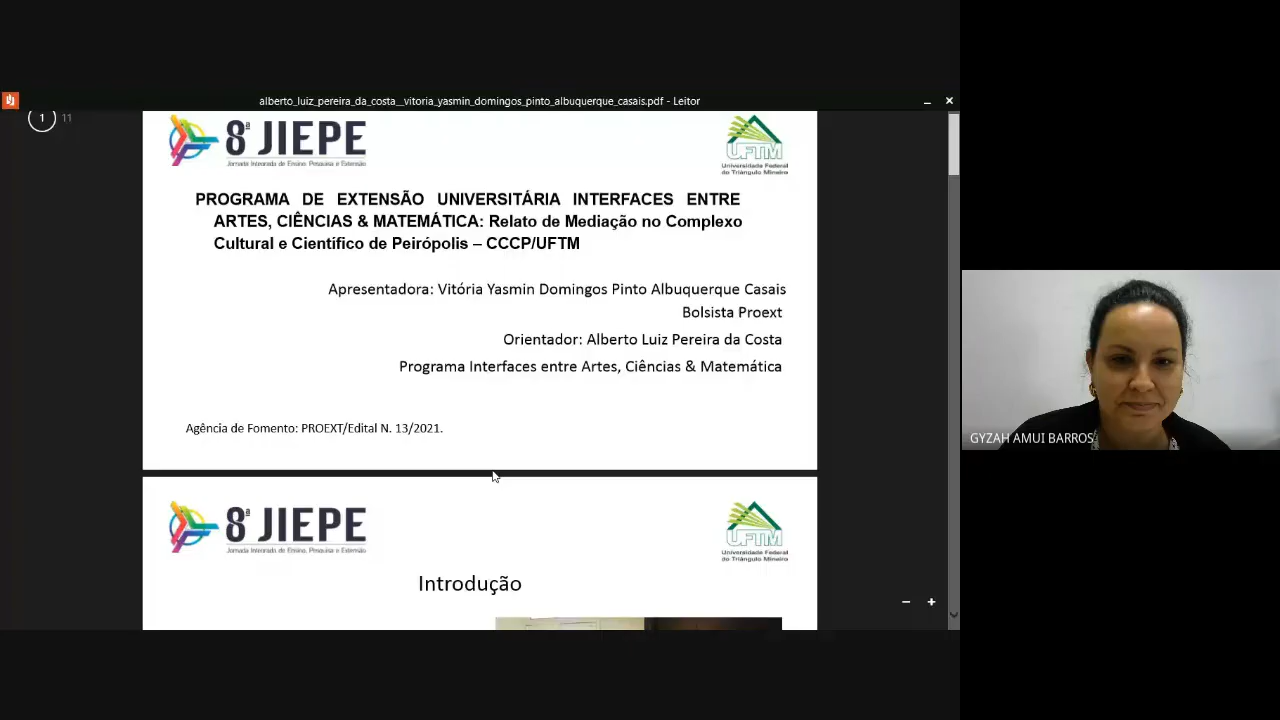 alberto_luiz_pereira_da_costa__vitoria_yasmin_domingos_pinto_albuquerque_casais.pdf - Leitor
1 11
8ª JIEPE
Jornada Integrada de Ensino, Pesquisa e Extensão
UFTM
Universidade Federal
do Triângulo Mineiro
PROGRAMA DE EXTENSÃO UNIVERSITÁRIA INTERFACES ENTRE
ARTES, CIÊNCIAS & MATEMÁTICA: Relato de Mediação no Complexo
Cultural e Científico de Peirópolis – CCCP/UFTM
Apresentadora: Vitória Yasmin Domingos Pinto Albuquerque Casais
Bolsista Proext
Orientador: Alberto Luiz Pereira da Costa
Programa Interfaces entre Artes, Ciências & Matemática
Agência de Fomento: PROEXT/Edital N. 13/2021.
8ª JIEPE
Jornada Integrada de Ensino, Pesquisa e Extensão
UFTM
Universidade Federal
do Triângulo Mineiro
Introdução
GYZAH AMUI BARROS